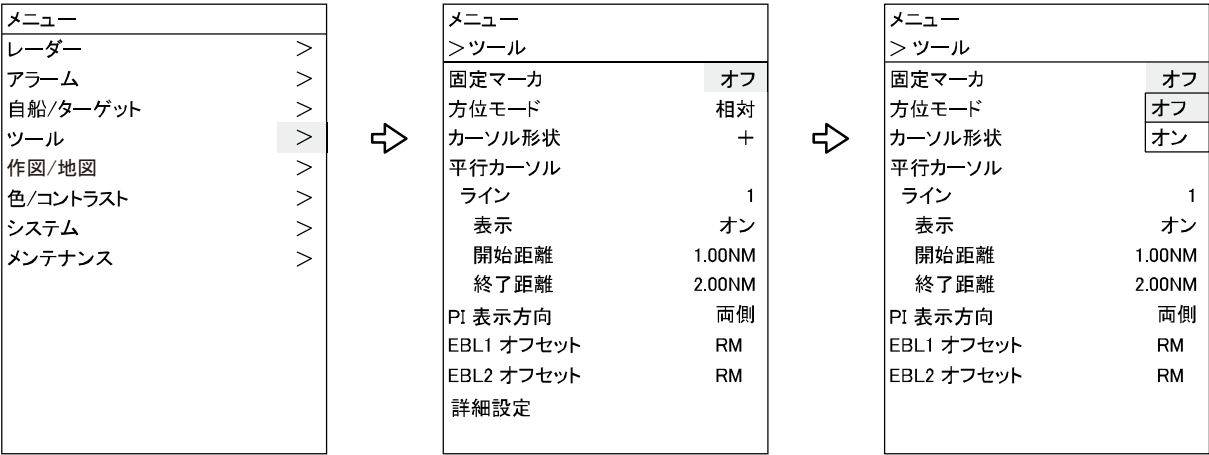 メニュー
レーダー >
アラーム >
自船/ターゲット >
ツール >
作図/地図 >
色/コントラスト >
システム >
メンテナンス >
メニュー
>ツール
固定マーカ オフ
方位モード 相対
カーソル形状 +
平行カーソル
ライン 1
表示 オン
開始距離 1.00NM
終了距離 2.00NM
PI 表示方向 両側
EBL1 オフセット RM
EBL2 オフセット RM
詳細設定
メニュー
>ツール
固定マーカ オフ
方位モード オフ
カーソル形状 オン
平行カーソル
ライン 1
表示 オン
開始距離 1.00NM
終了距離 2.00NM
PI 表示方向 両側
EBL1 オフセット RM
EBL2 オフセット RM